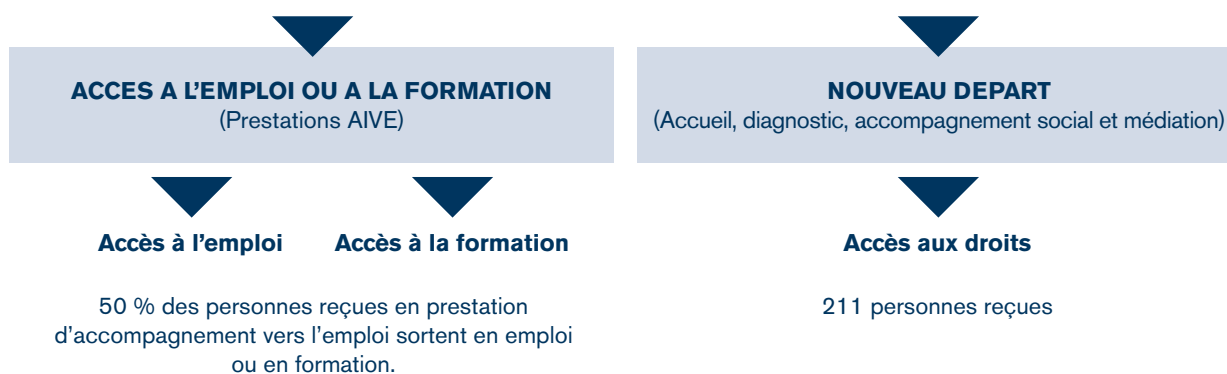 ACCES A L’EMPLOI OU A LA FORMATION
(Prestations AIVE)
Accès à l’emploi
Accès à la formation
50 % des personnes reçues en prestation
d’accompagnement vers l’emploi sortent en emploi
ou en formation.
NOUVEAU DEPART
(Accueil, diagnostic, accompagnement social et médiation)
Accès aux droits
211 personnes reçues